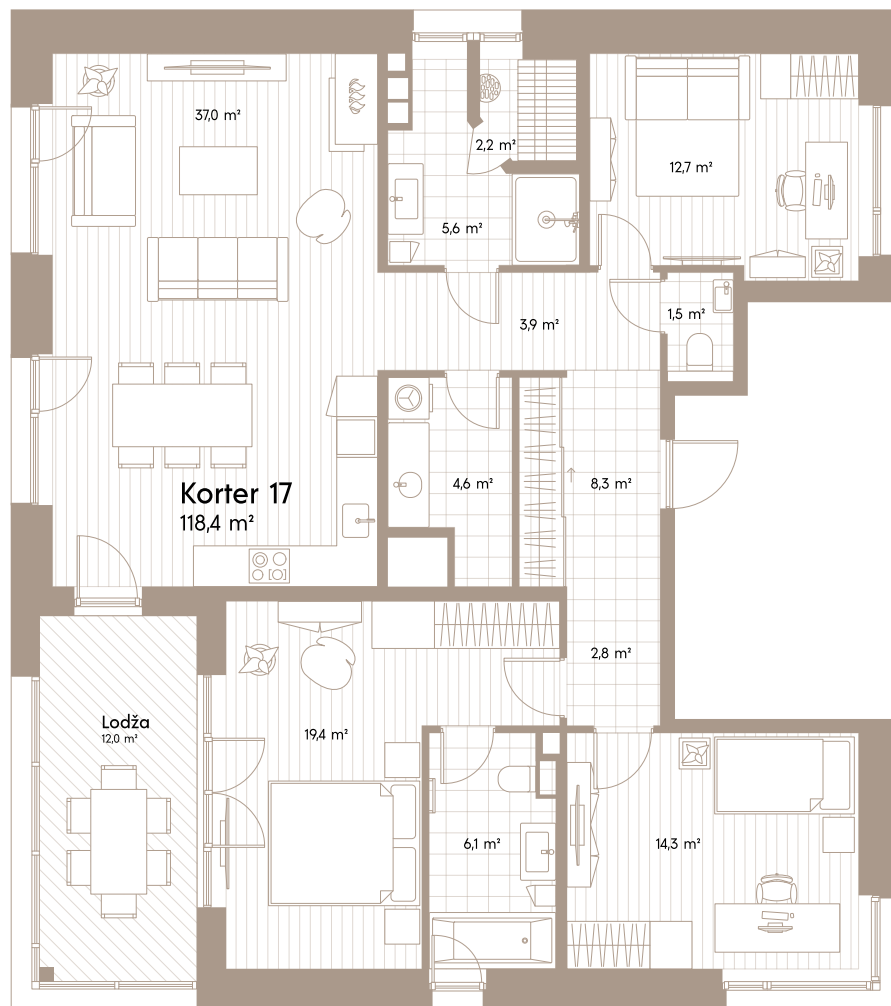 37,0 m²
2,2 m²
12,7 m²
5,6 m²
3,9 m²
1,5 m²
4,6 m²
8,3 m²
Korter 17
118,4 m²
2,8 m²
Lodža
12,0 m²
19,4 m²
6,1 m²
14,3 m²